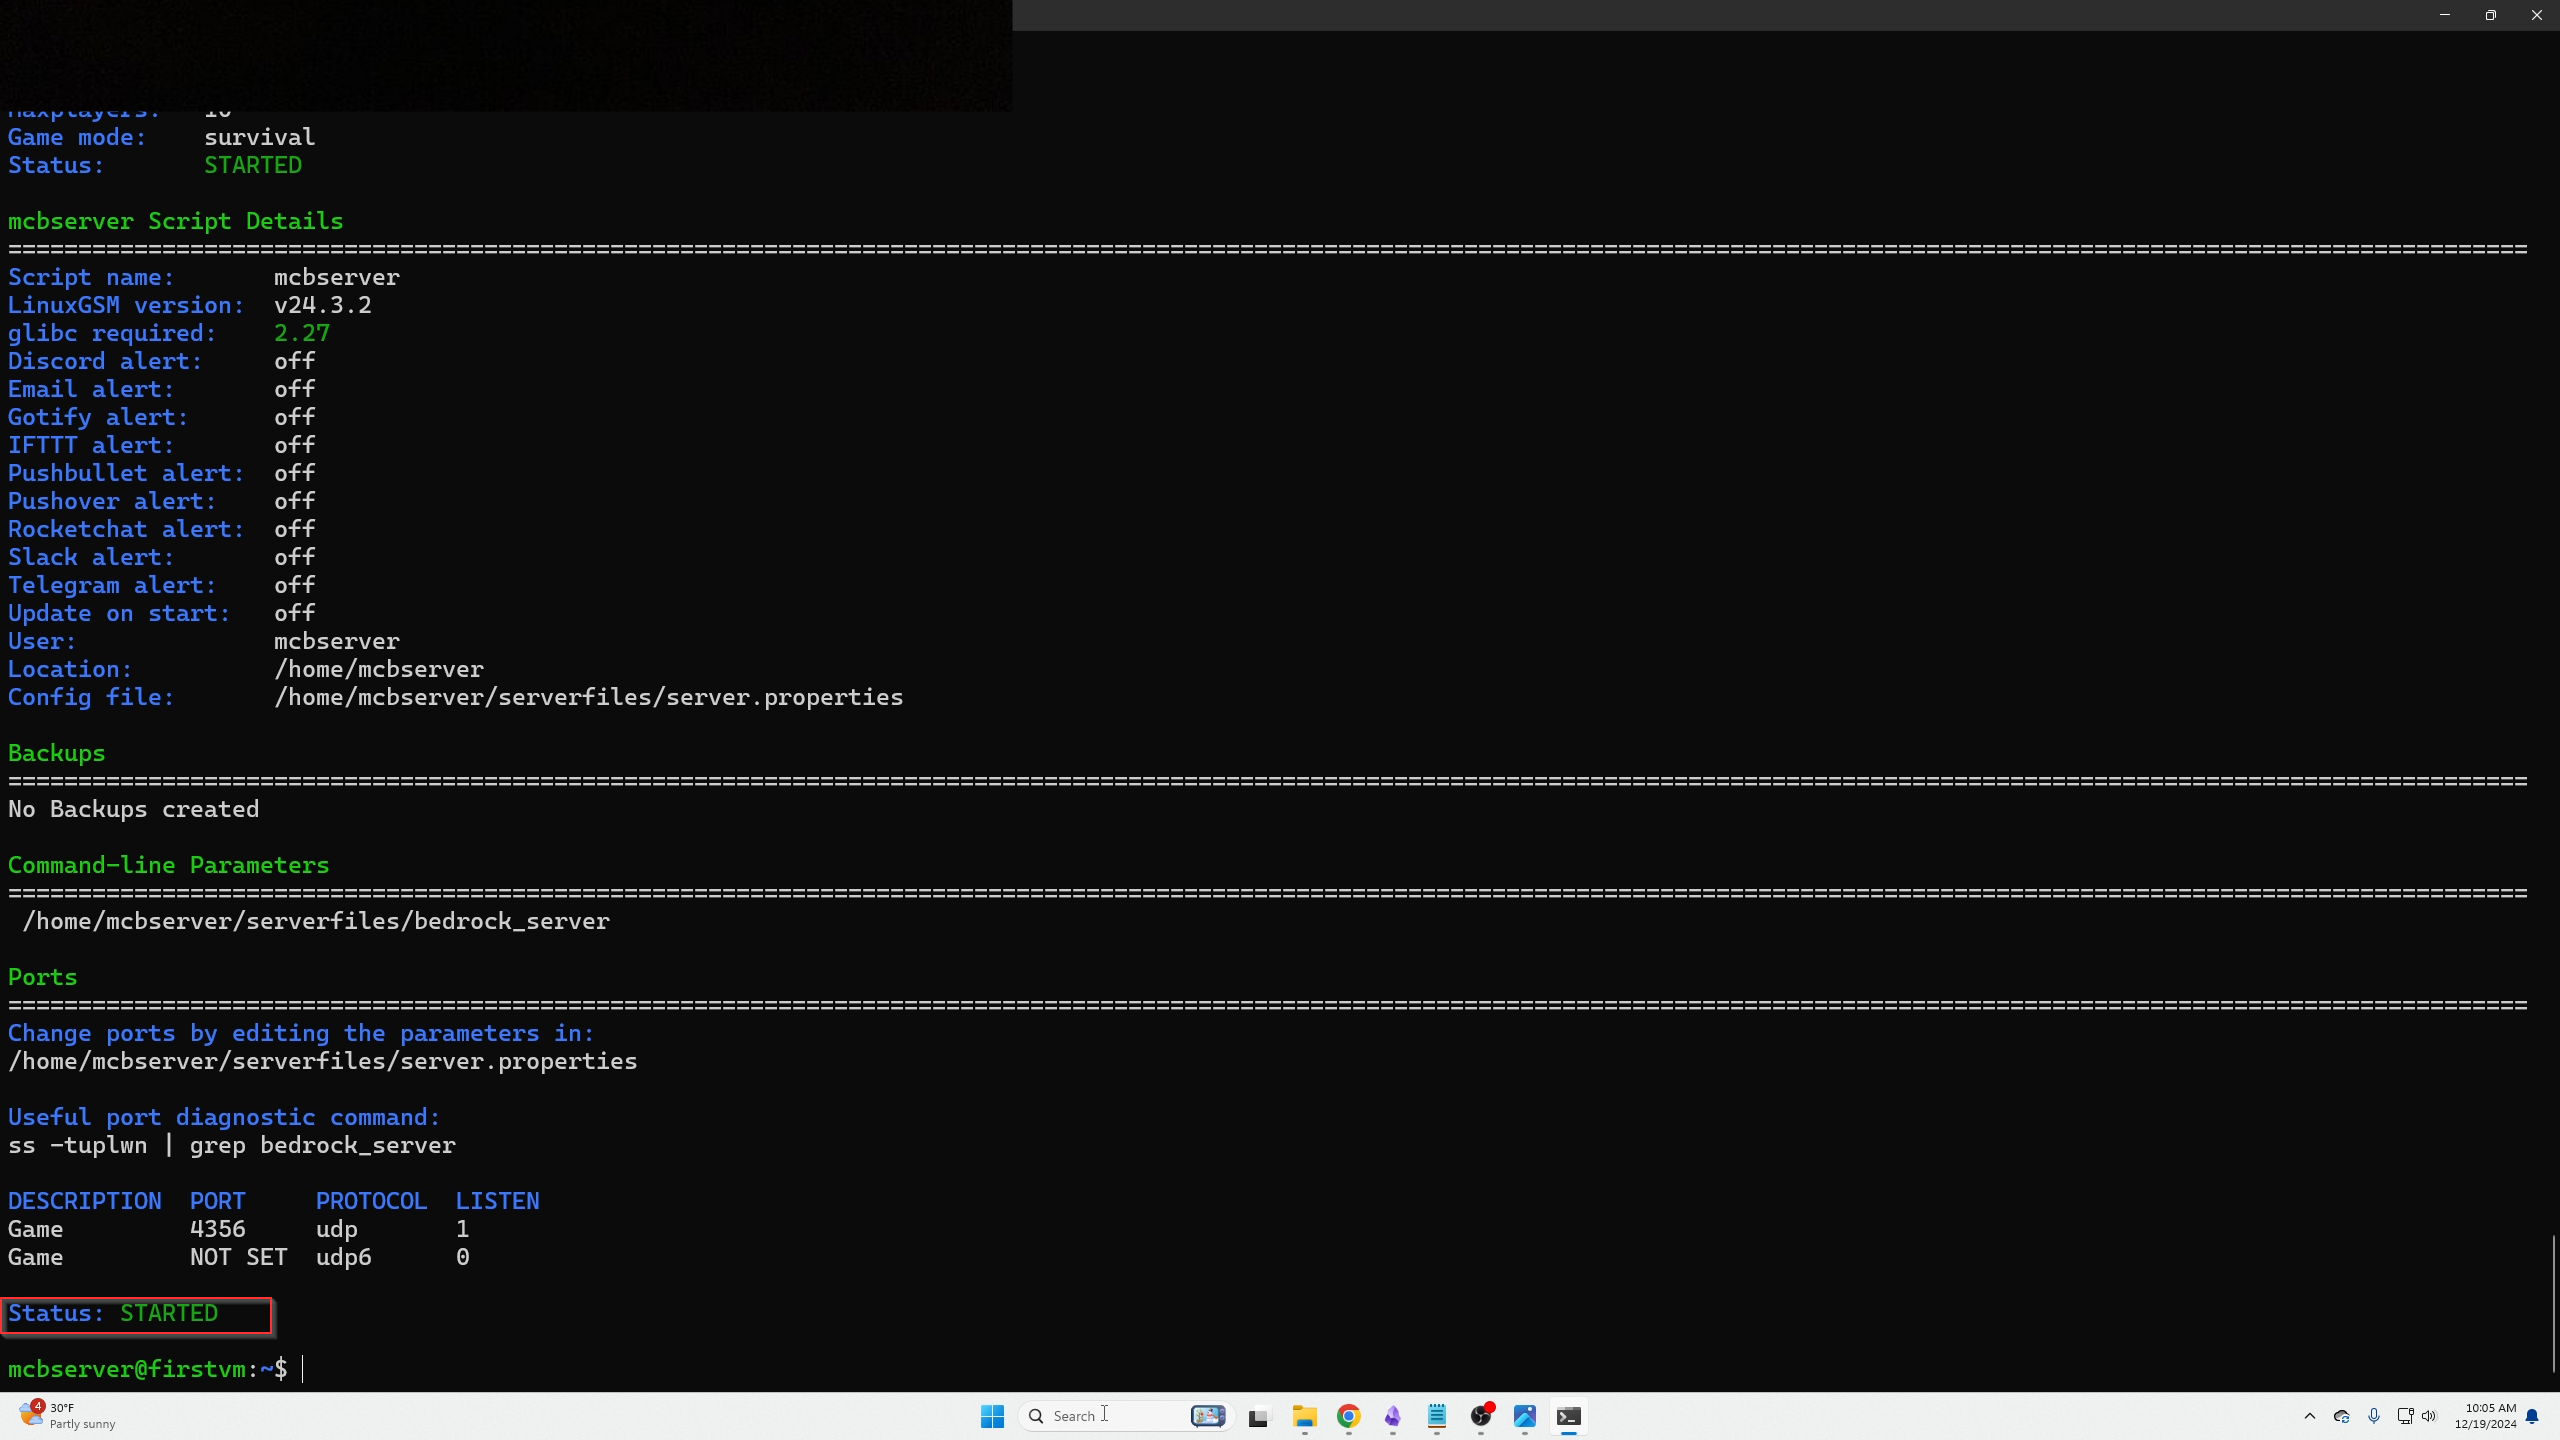 Maxplayers: 10
Game mode: survival
Status: STARTED
mcbserver Script Details
====================================================================================================================================================================================
Script name: mcbserver
LinuxGSM version: v24.3.2
glibc required: 2.27
Discord alert: off
Email alert: off
Gotify alert: off
IFTTT alert: off
Pushbullet alert: off
Pushover alert: off
Rocketchat alert: off
Slack alert: off
Telegram alert: off
Update on start: off
User: mcbserver
Location: /home/mcbserver
Config file: /home/mcbserver/serverfiles/server.properties
Backups
====================================================================================================================================================================================
No Backups created
Command-line Parameters
====================================================================================================================================================================================
/home/mcbserver/serverfiles/bedrock_server
Ports
====================================================================================================================================================================================
Change ports by editing the parameters in:
/home/mcbserver/serverfiles/server.properties
Useful port diagnostic command:
ss -tuplwn | grep bedrock_server
DESCRIPTION PORT PROTOCOL LISTEN
Game 4356 udp 1
Game NOT SET udp6 0
Status: STARTED
mcbserver@firstvm:~$
4
30°F
Partly sunny
Search
10:05 AM
12/19/2024